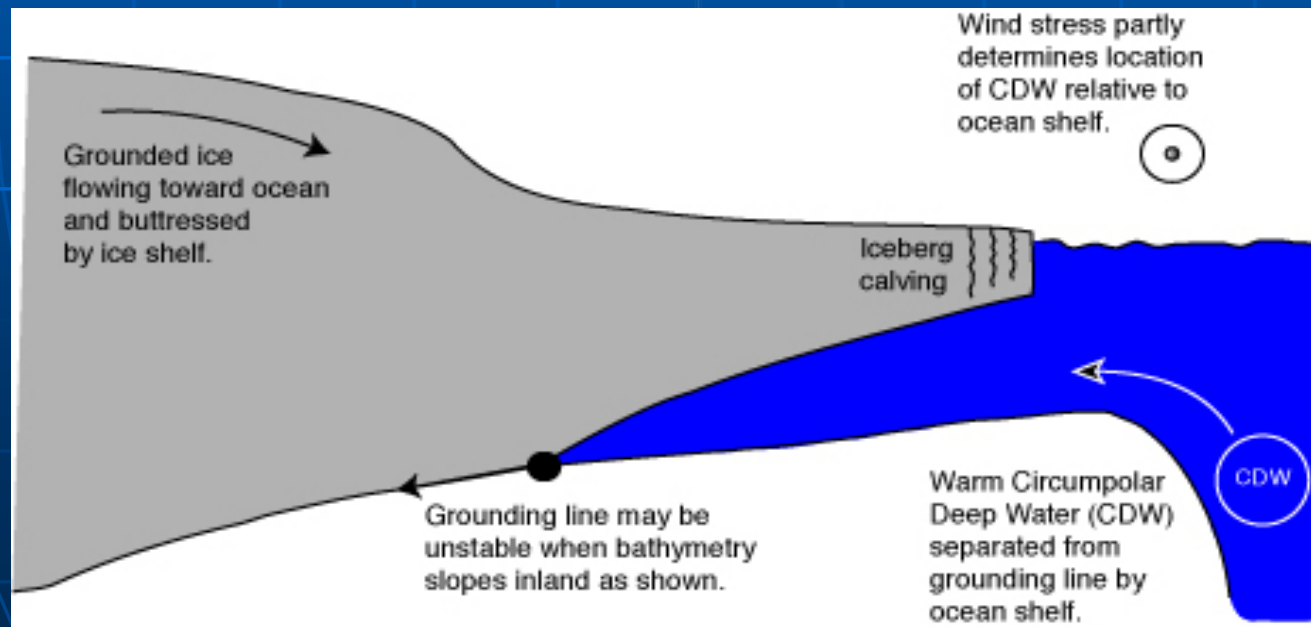 Wind stress partly
determines location
of CDW relative to
ocean shelf.
Grounded ice
flowing toward ocean
and buttressed
by ice shelf.
Iceberg
calving
CDW
Grounding line may be
unstable when bathymetry
slopes inland as shown.
Warm Circumpolar
Deep Water (CDW)
separated from
grounding line by
ocean shelf.